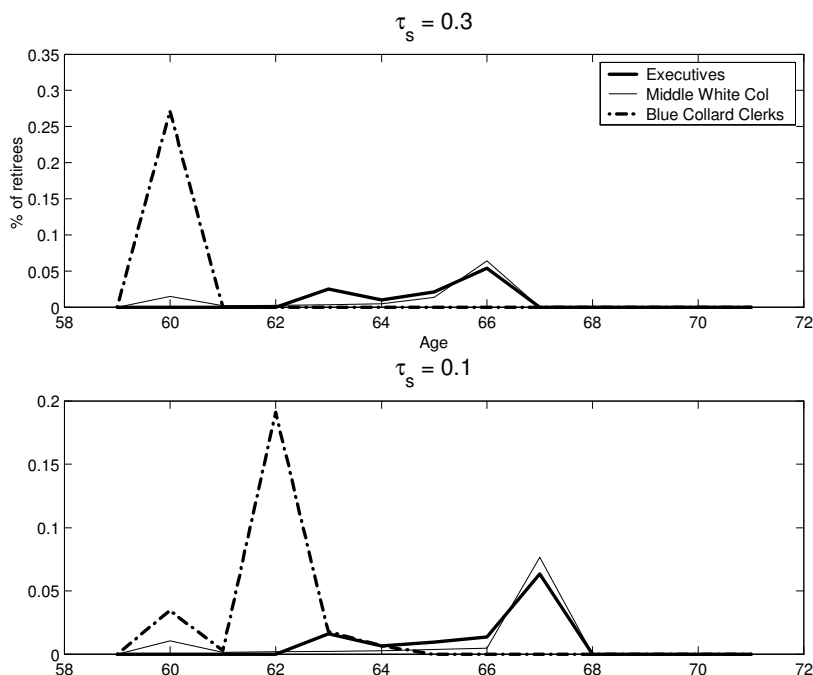 τs = 0.3
0.35
0.3
0.25
0.2
0.15
0.1
0.05
0
% of retirees
Executives
Middle White Col
Blue Collard Clerks
58 60 62 64 66 68 70 72
Age
τs = 0.1
0.2
0.15
0.1
0.05
0
58 60 62 64 66 68 70 72